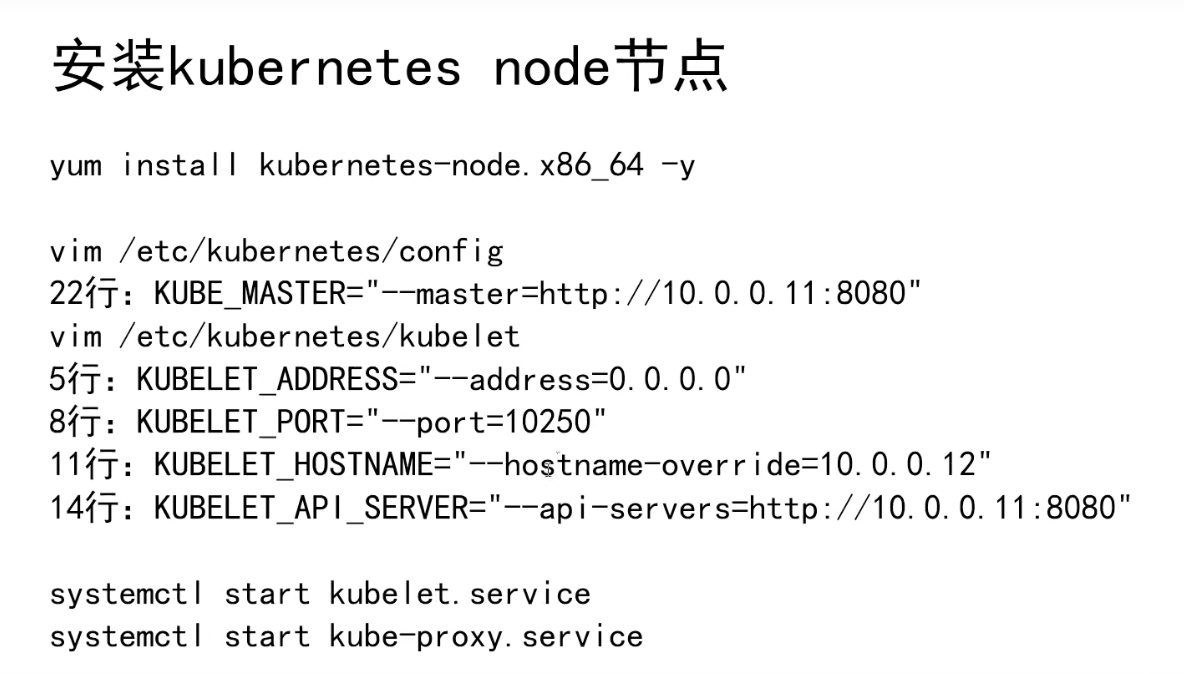 安装kubernetes node节点
yum install kubernetes-node.x86_64 -y
vim /etc/kubernetes/config
22行：KUBE_MASTER="--master=http://10.0.0.11:8080"
vim /etc/kubernetes/kubelet
5行：KUBELET_ADDRESS="--address=0.0.0.0"
8行：KUBELET_PORT="--port=10250"
11行：KUBELET_HOSTNAME="--hostname-override=10.0.0.12"
14行：KUBELET_API_SERVER="--api-servers=http://10.0.0.11:8080"
systemctl start kubelet.service
systemctl start kube-proxy.service